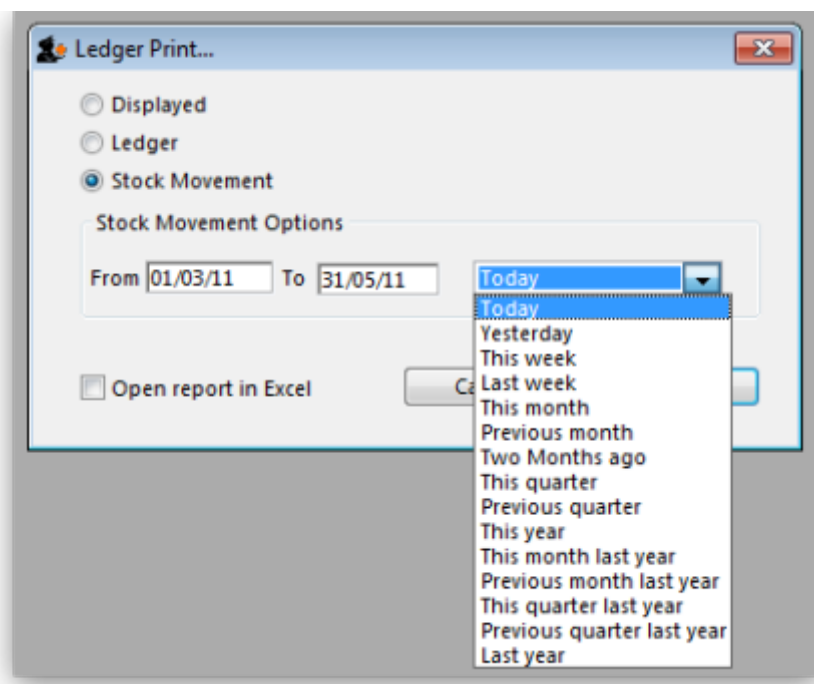 Ledger Print...
Displayed
Ledger
Stock Movement
Stock Movement Options
From 01/03/11 To 31/05/11 Today
Today
Yesterday
This week
Last week
This month
Previous month
Two Months ago
This quarter
Previous quarter
This year
This month last year
Previous month last year
This quarter last year
Previous quarter last year
Last year
Open report in Excel